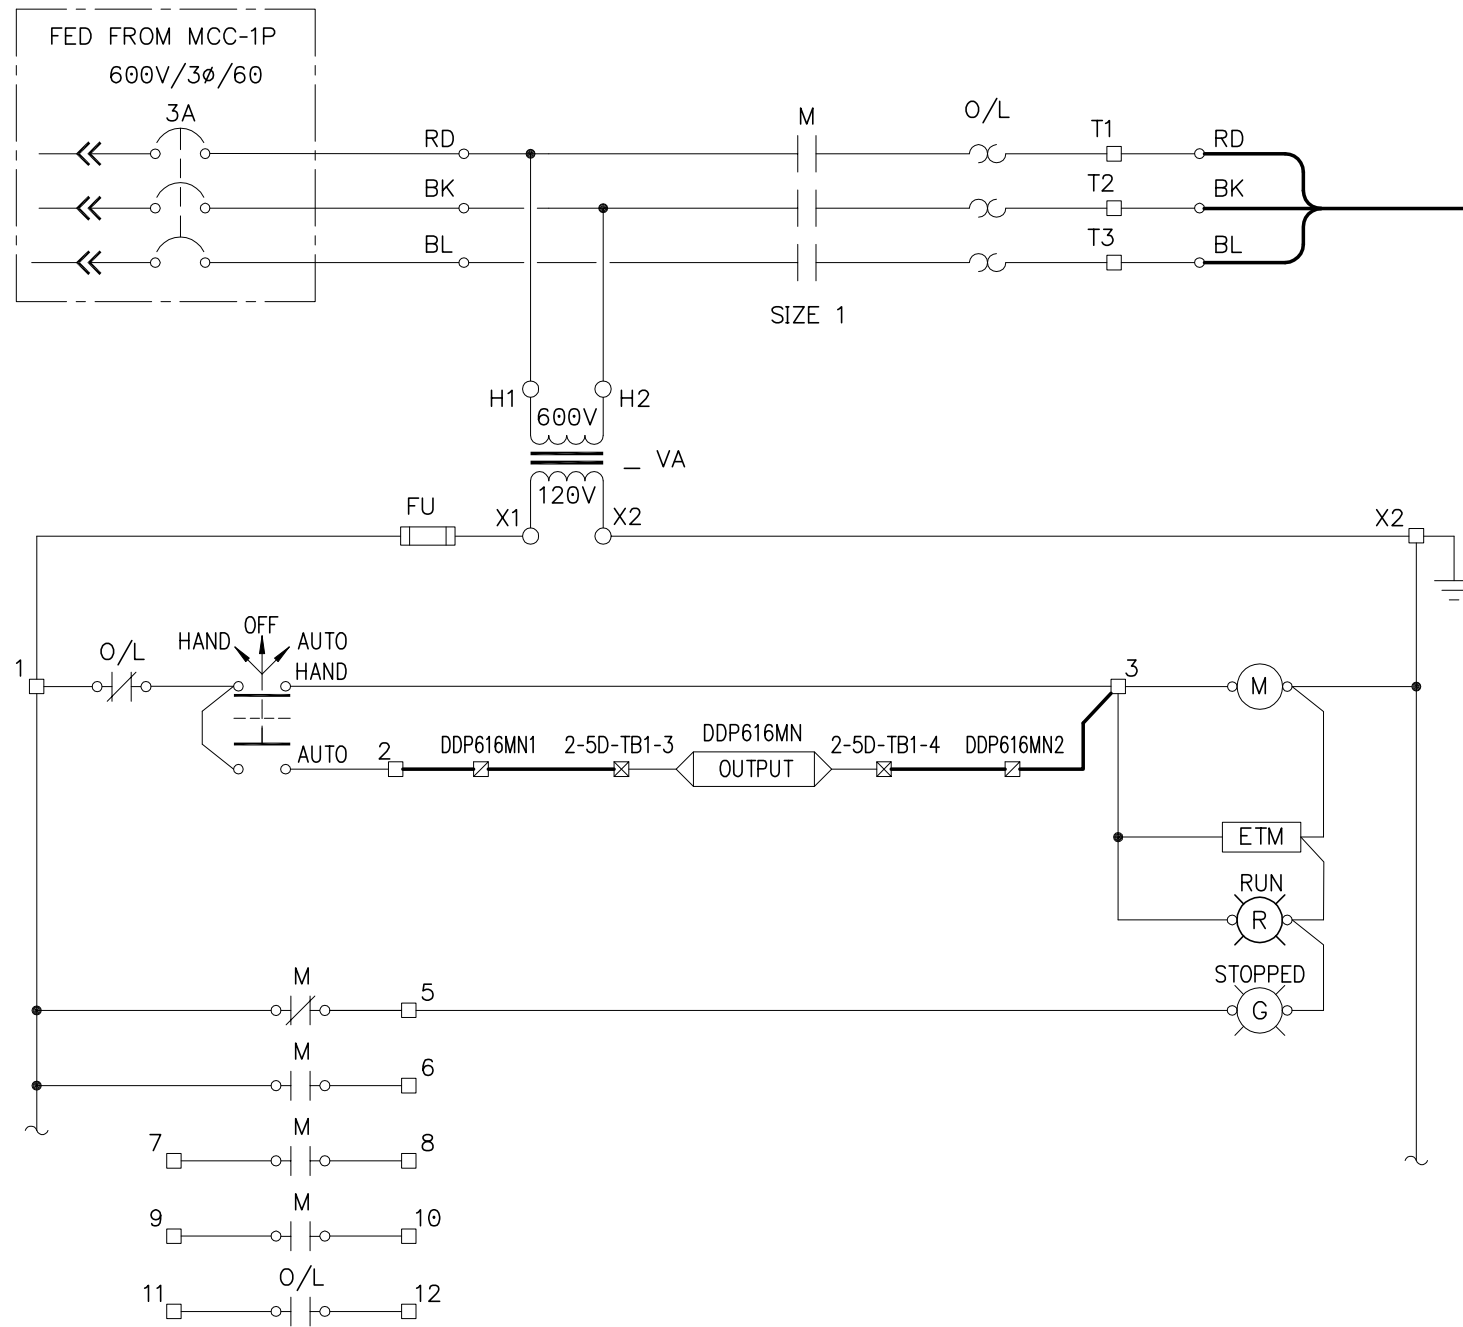 FED FROM MCC-1P
600V/3ø/60
3A
RD
BK
BL
M
SIZE 1
O/L
T1
T2
T3
RD
BK
BL
H1
H2
600V
_ VA
120V
FU
X1
X2
X2
1
O/L
HAND
OFF
AUTO
HAND
3
M
AUTO
2
DDP616MN1
2-5D-TB1-3
DDP616MN
OUTPUT
2-5D-TB1-4
DDP616MN2
ETM
RUN
R
STOPPED
G
M
5
M
6
7
M
8
9
M
10
11
O/L
12